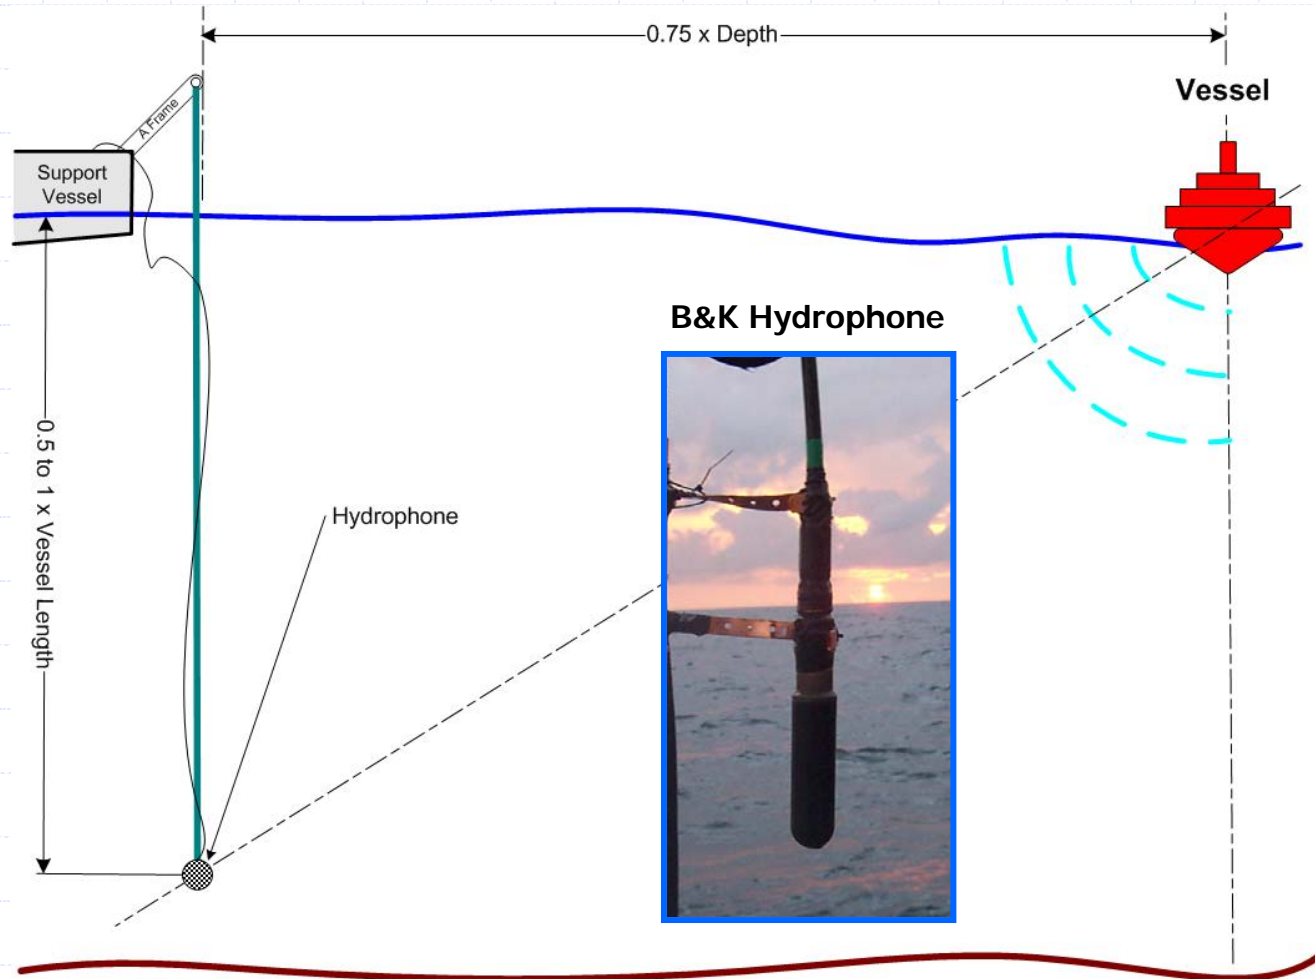 0.75 x Depth
Vessel
A Frame
Support
Vessel
B&K Hydrophone
0.5 to 1 x Vessel Length
Hydrophone